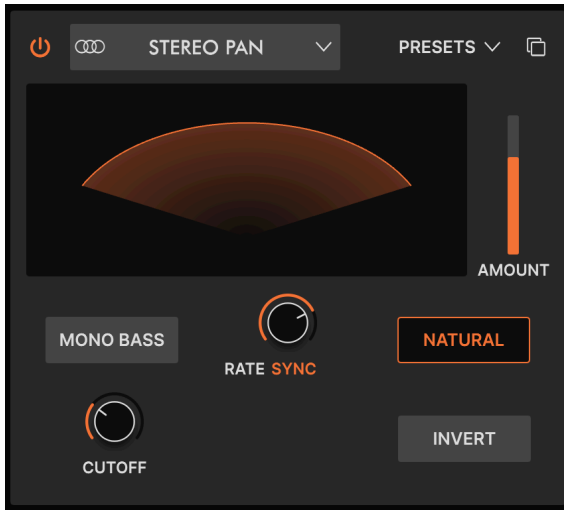 STEREO PAN
PRESETS
AMOUNT
MONO BASS
RATE SYNC
NATURAL
CUTOFF
INVERT